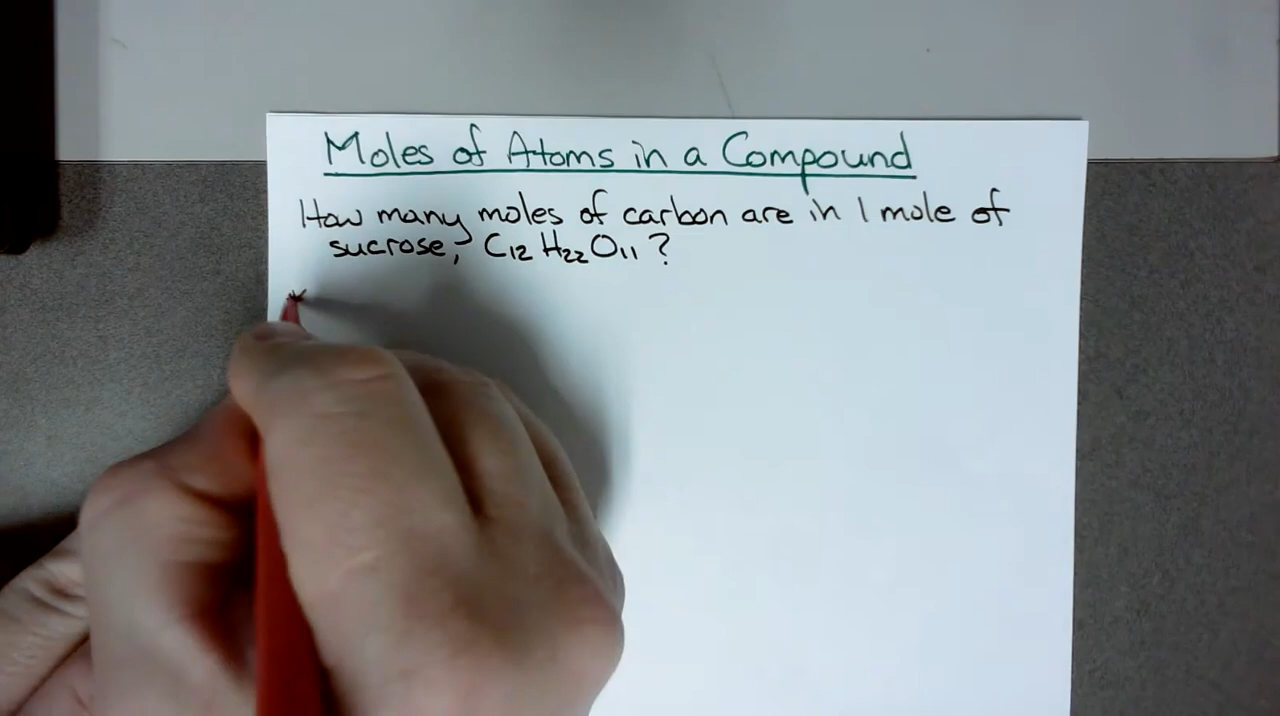 Moles of Atoms in a Compound
How many moles of carbon are in 1 mole of
sucrose, C₁₂H₂₂O₁₁?
*